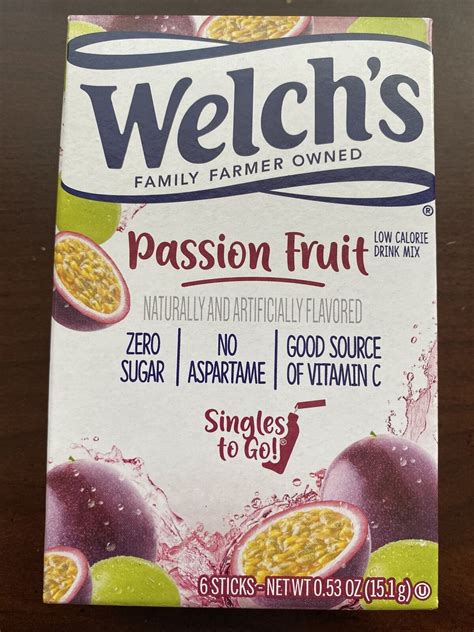 Welch's
FAMILY FARMER OWNED
®
Passion Fruit
LOW CALORIE
DRINK MIX
NATURALLY AND ARTIFICIALLY FLAVORED
ZERO
SUGAR
NO
ASPARTAME
GOOD SOURCE
OF VITAMIN C
Singles
to Go!®
6 STICKS - NET WT 0.53 OZ (15.1 g) U